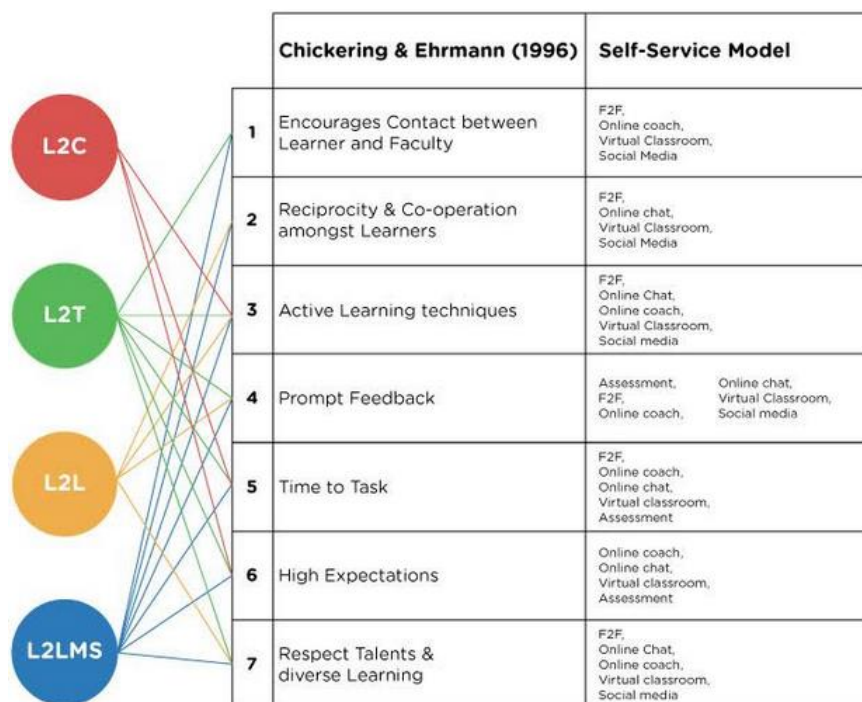 Chickering & Ehrmann (1996) Self-Service Model
L2C
L2T
L2L
L2LMS
1
Encourages Contact between
Learner and Faculty
F2F,
Online coach,
Virtual Classroom,
Social Media
2
Reciprocity & Co-operation
amongst Learners
F2F,
Online chat,
Virtual Classroom,
Social Media
3
Active Learning techniques
F2F,
Online Chat,
Online coach,
Virtual Classroom,
Social media
4
Prompt Feedback
Assessment, Online chat,
F2F, Virtual Classroom,
Online coach, Social media
5
Time to Task
F2F,
Online coach,
Online chat,
Virtual classroom,
Assessment
6
High Expectations
Online coach,
Online chat,
Virtual classroom,
Assessment
7
Respect Talents &
diverse Learning
F2F,
Online Chat,
Online coach,
Virtual classroom,
Social media